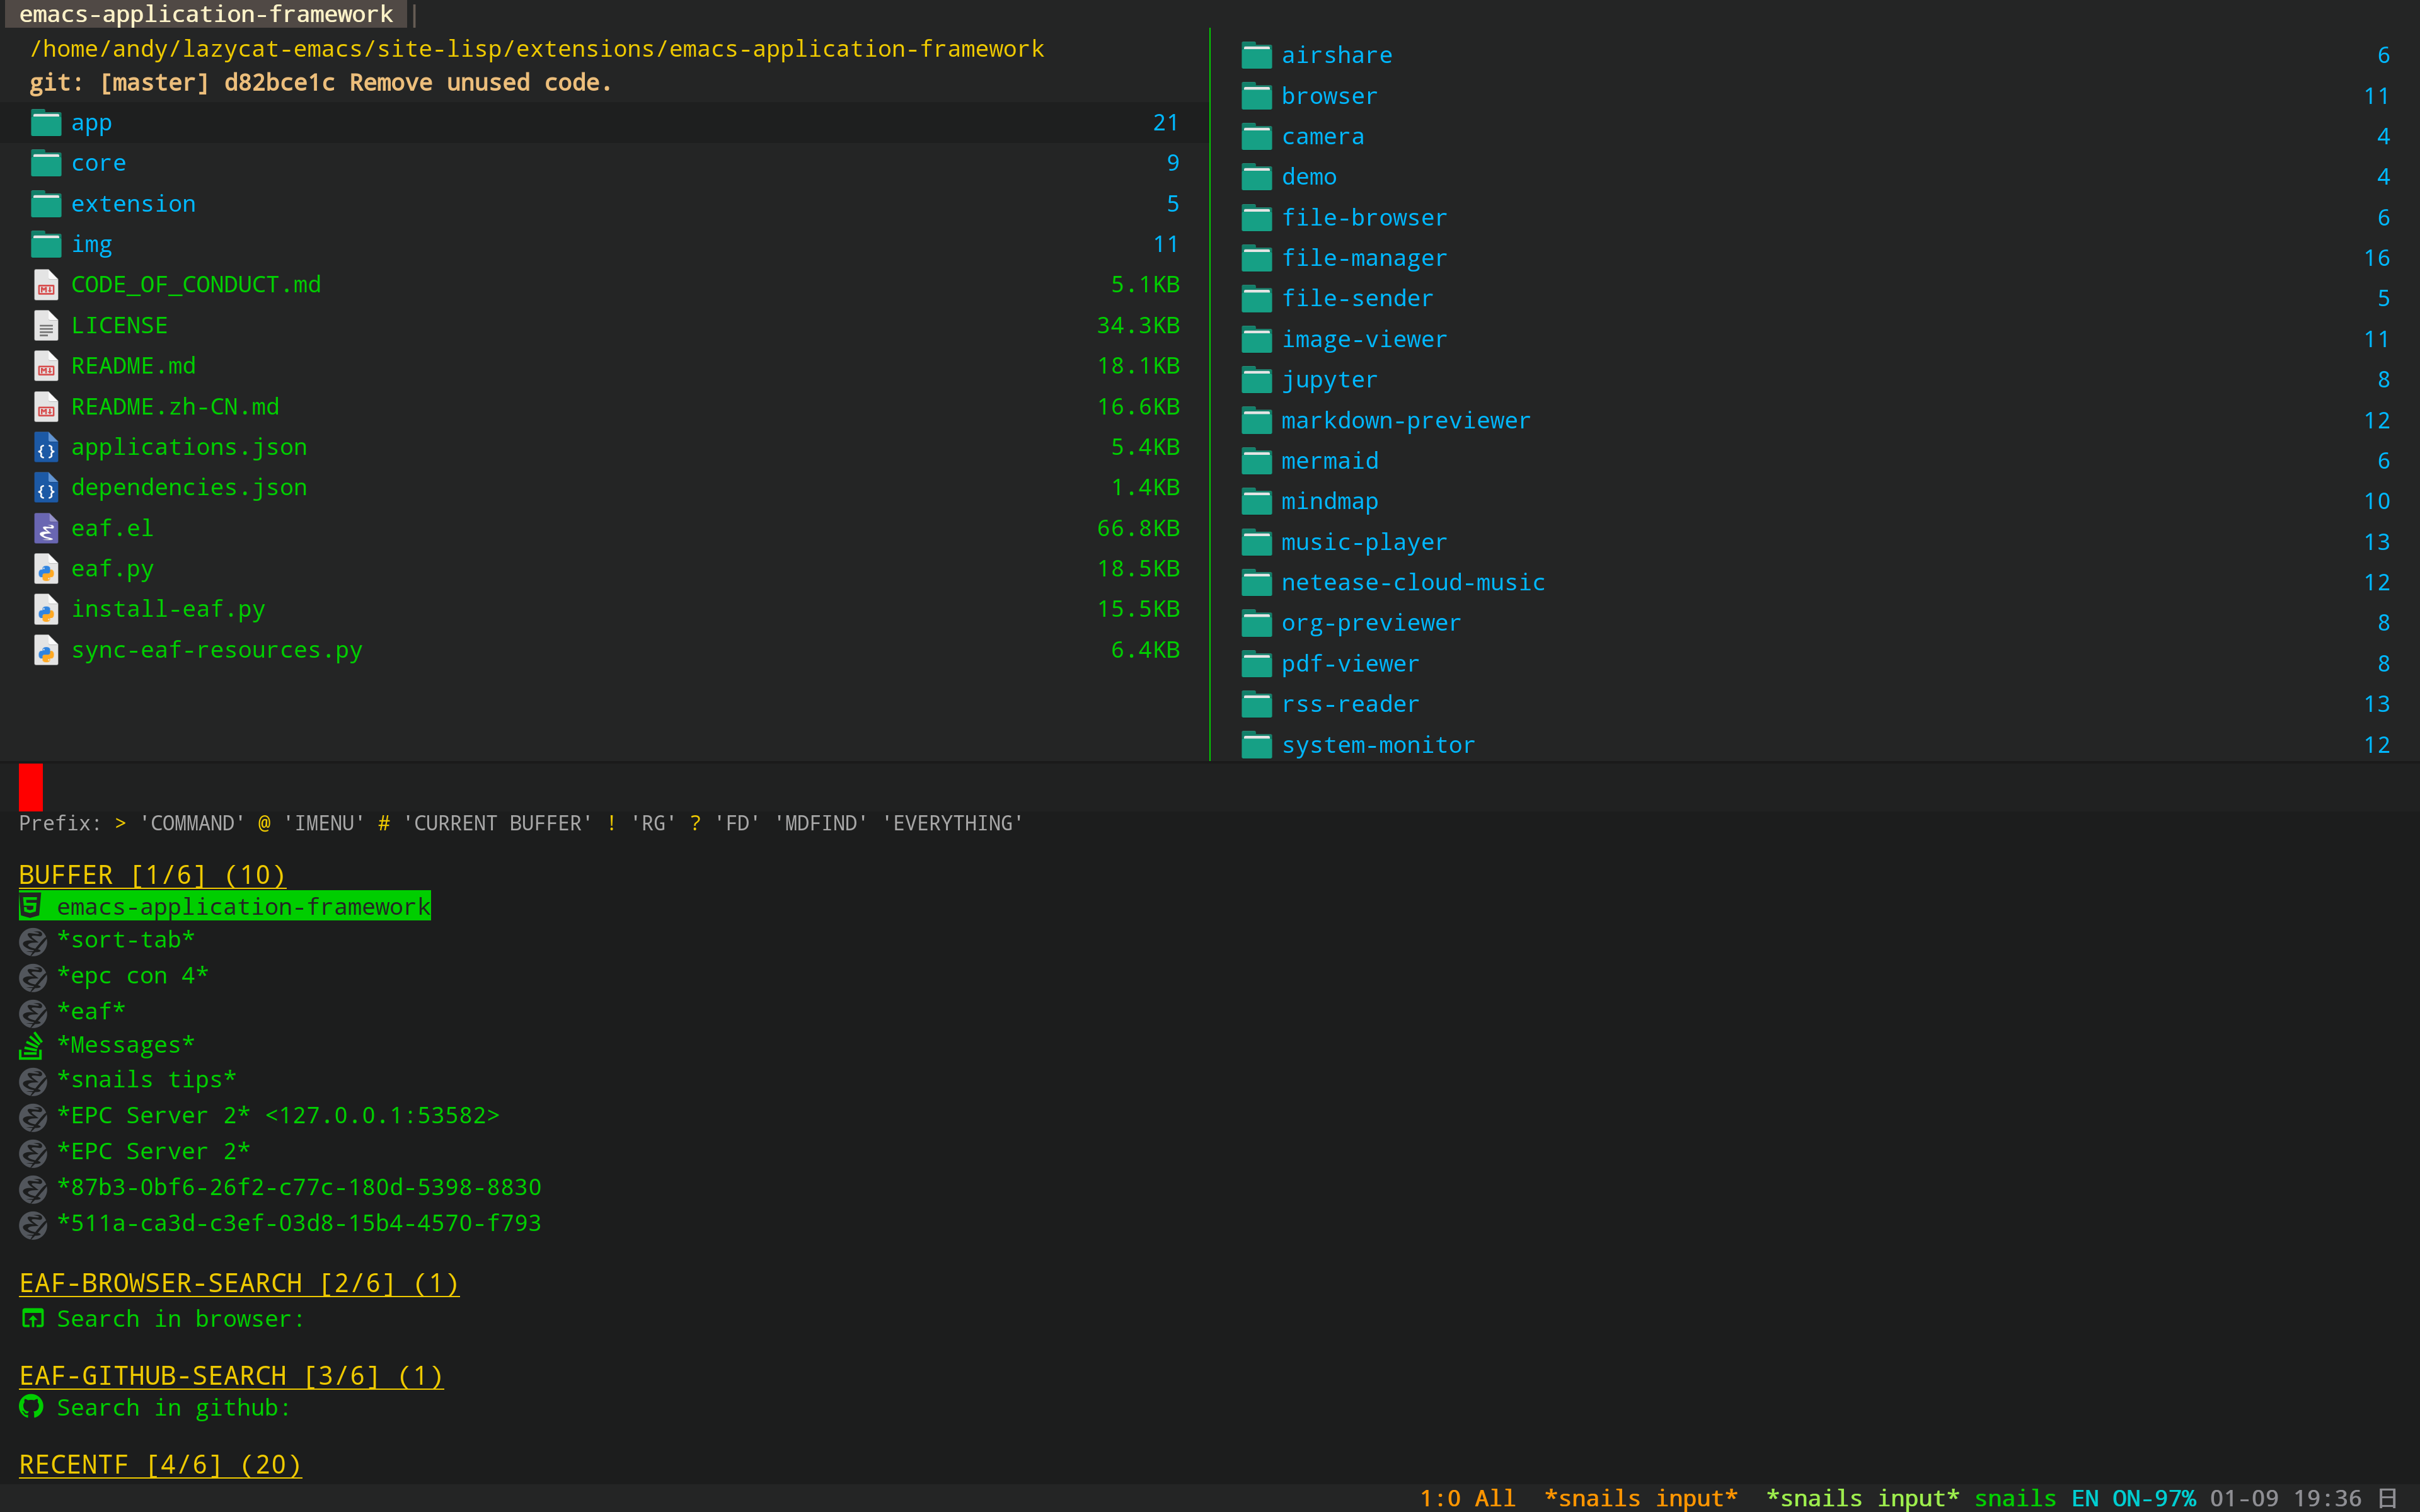 emacs-application-framework
/home/andy/lazycat-emacs/site-lisp/extensions/emacs-application-framework
git: [master] d82bce1c Remove unused code.
app 21
core 9
extension 5
img 11
CODE_OF_CONDUCT.md 5.1KB
LICENSE 34.3KB
README.md 18.1KB
README.zh-CN.md 16.6KB
applications.json 5.4KB
dependencies.json 1.4KB
eaf.el 66.8KB
eaf.py 18.5KB
install-eaf.py 15.5KB
sync-eaf-resources.py 6.4KB
airshare 6
browser 11
camera 4
demo 4
file-browser 6
file-manager 16
file-sender 5
image-viewer 11
jupyter 8
markdown-previewer 12
mermaid 6
mindmap 10
music-player 13
netease-cloud-music 12
org-previewer 8
pdf-viewer 8
rss-reader 13
system-monitor 12
Prefix: > 'COMMAND' @ 'IMENU' # 'CURRENT BUFFER' ! 'RG' ? 'FD' 'MDFIND' 'EVERYTHING'
BUFFER [1/6] (10)
emacs-application-framework
*sort-tab*
*epc con 4*
*eaf*
*Messages*
*snails tips*
*EPC Server 2* <127.0.0.1:53582>
*EPC Server 2*
*87b3-0bf6-26f2-c77c-180d-5398-8830
*511a-ca3d-c3ef-03d8-15b4-4570-f793
EAF-BROWSER-SEARCH [2/6] (1)
Search in browser:
EAF-GITHUB-SEARCH [3/6] (1)
Search in github:
RECENTF [4/6] (20)
1:0 All *snails input* *snails input* snails EN ON-97% 01-09 19:36 日